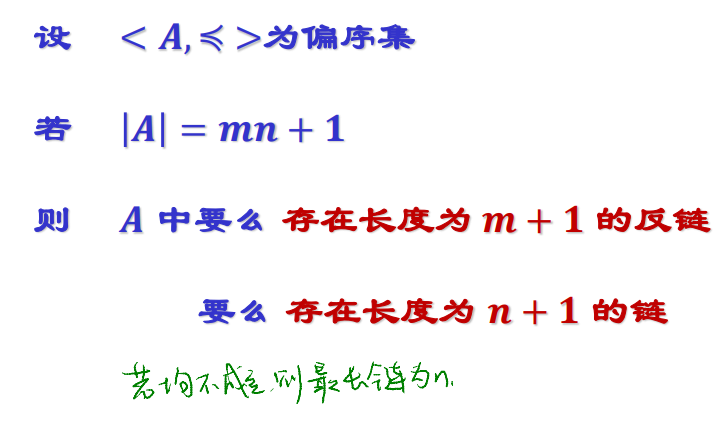 设 < A, ≼ >为偏序集
若 |A| = mn + 1
则 A 中要么 存在长度为 m + 1 的反链
要么 存在长度为 n + 1 的链
若均不成立,则最长链为n.